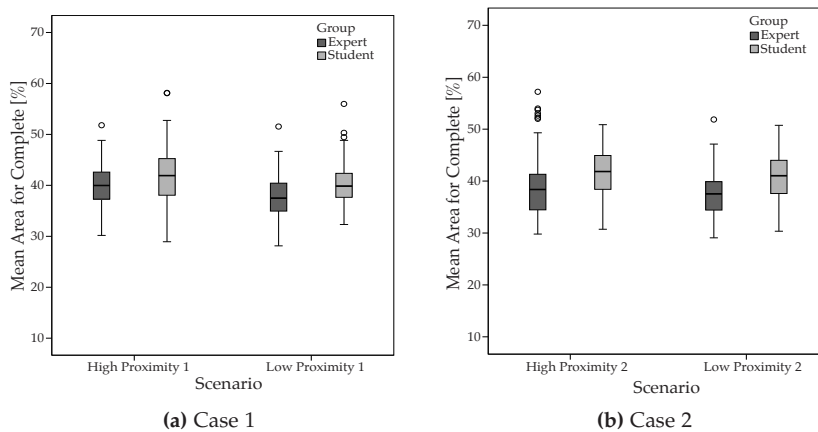 Group
Expert
Student
Mean Area for Complete [%]
70
60
50
40
30
20
10
High Proximity 1
Low Proximity 1
Scenario
(a) Case 1
Group
Expert
Student
Mean Area for Complete [%]
70
60
50
40
30
20
10
High Proximity 2
Low Proximity 2
Scenario
(b) Case 2